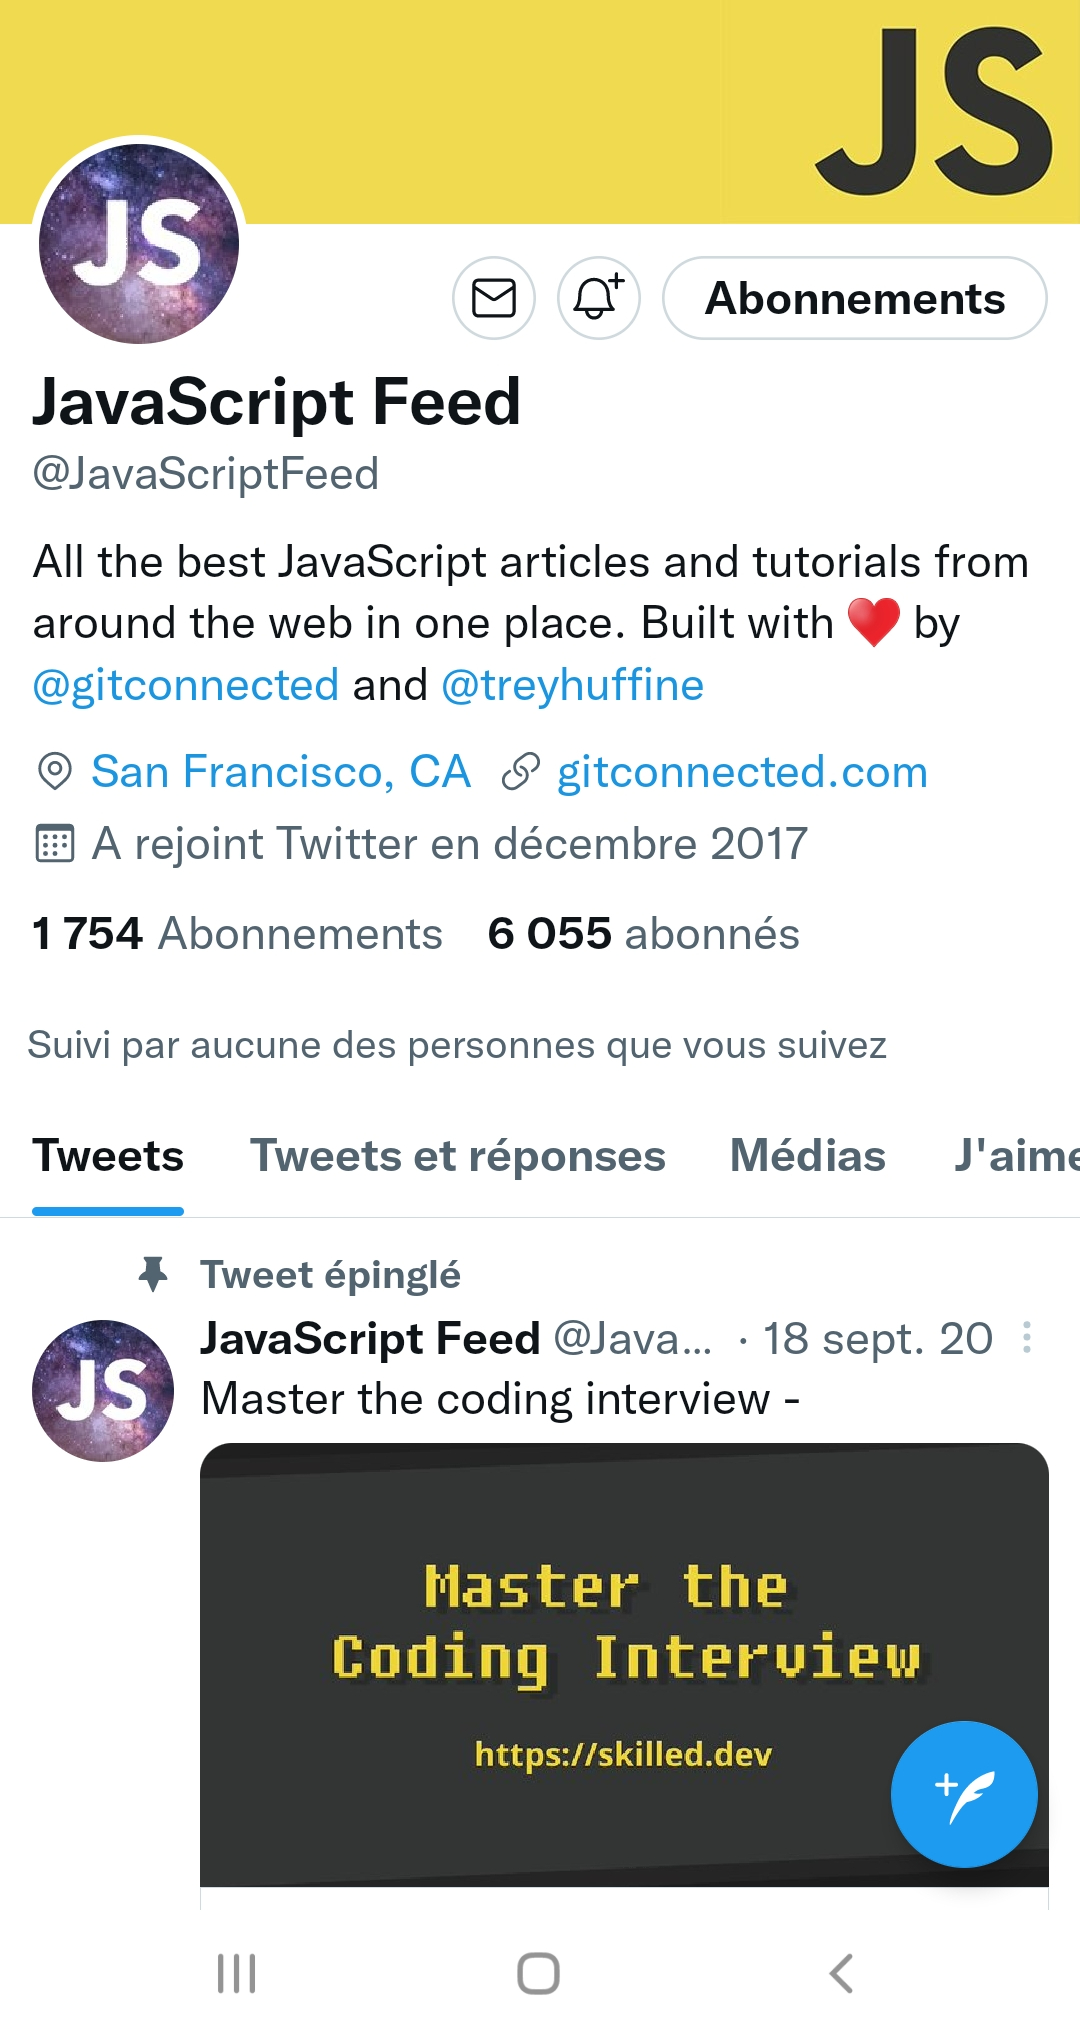 JS
JS
Abonnements
JavaScript Feed
@JavaScriptFeed
All the best JavaScript articles and tutorials from
around the web in one place. Built with ❤️ by
@gitconnected and @treyhuffine
San Francisco, CA gitconnected.com
A rejoint Twitter en décembre 2017
1 754 Abonnements 6 055 abonnés
Suivi par aucune des personnes que vous suivez
Tweets Tweets et réponses Médias J'aime
Tweet épinglé
JavaScript Feed @Java... · 18 sept. 20
JS
Master the coding interview -
Master the
Coding Interview
https://skilled.dev